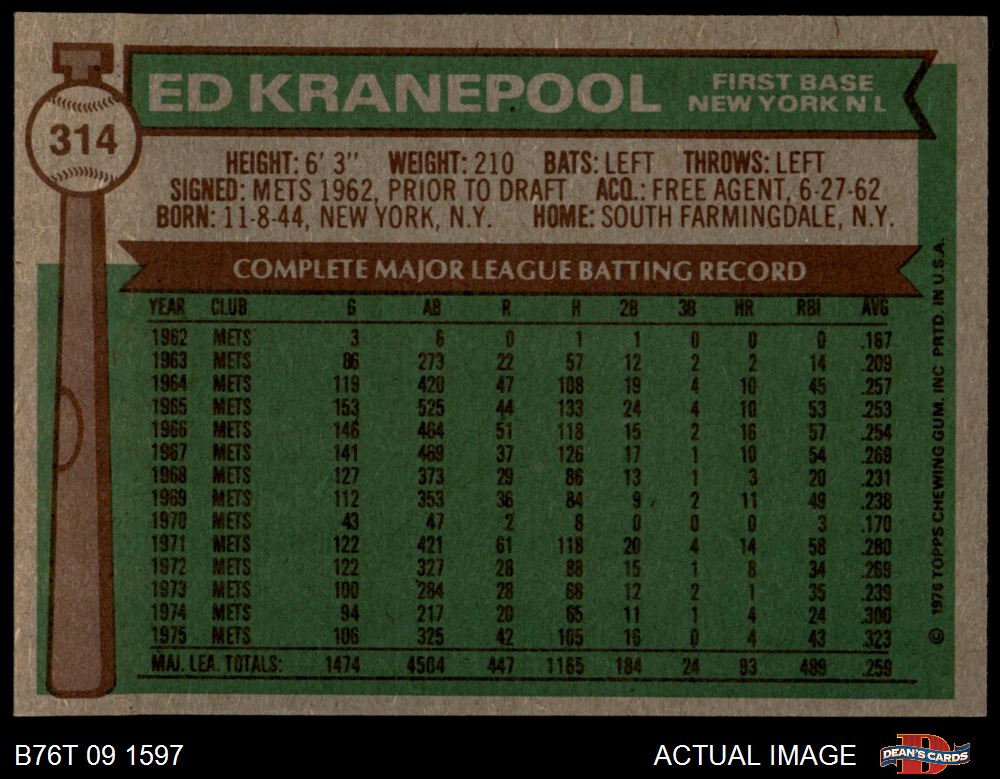 ED KRANEPOOL
FIRST BASE
NEW YORK N L
314
HEIGHT: 6' 3" WEIGHT: 210 BATS: LEFT THROWS: LEFT
SIGNED: METS 1962, PRIOR TO DRAFT ACQ.: FREE AGENT, 6-27-62
BORN: 11-8-44, NEW YORK, N.Y. HOME: SOUTH FARMINGDALE, N.Y.
COMPLETE MAJOR LEAGUE BATTING RECORD
YEAR CLUB G AB R H 2B 3B HR RBI AVG
1962 METS 3 6 0 1 1 0 0 0 .167
1963 METS 86 273 22 57 12 2 2 14 .209
1964 METS 119 420 47 108 19 4 10 45 .257
1965 METS 153 525 44 133 24 4 10 53 .253
1966 METS 146 464 51 118 15 2 16 57 .254
1967 METS 141 469 37 126 17 1 10 54 .269
1968 METS 127 373 29 86 13 1 3 20 .231
1969 METS 112 353 36 84 9 2 11 49 .238
1970 METS 43 47 2 8 0 0 0 3 .170
1971 METS 122 421 61 118 20 4 14 58 .280
1972 METS 122 327 28 88 15 1 8 34 .269
1973 METS 100 284 28 68 12 2 1 35 .239
1974 METS 94 217 20 65 11 1 4 24 .300
1975 METS 106 325 42 105 16 0 4 43 .323
MAJ. LEA. TOTALS: 1474 4504 447 1165 184 24 93 489 .259
© 1976 TOPPS CHEWING GUM, INC PRTD. IN U.S.A.
B76T 09 1597
ACTUAL IMAGE
DEAN'S CARDS